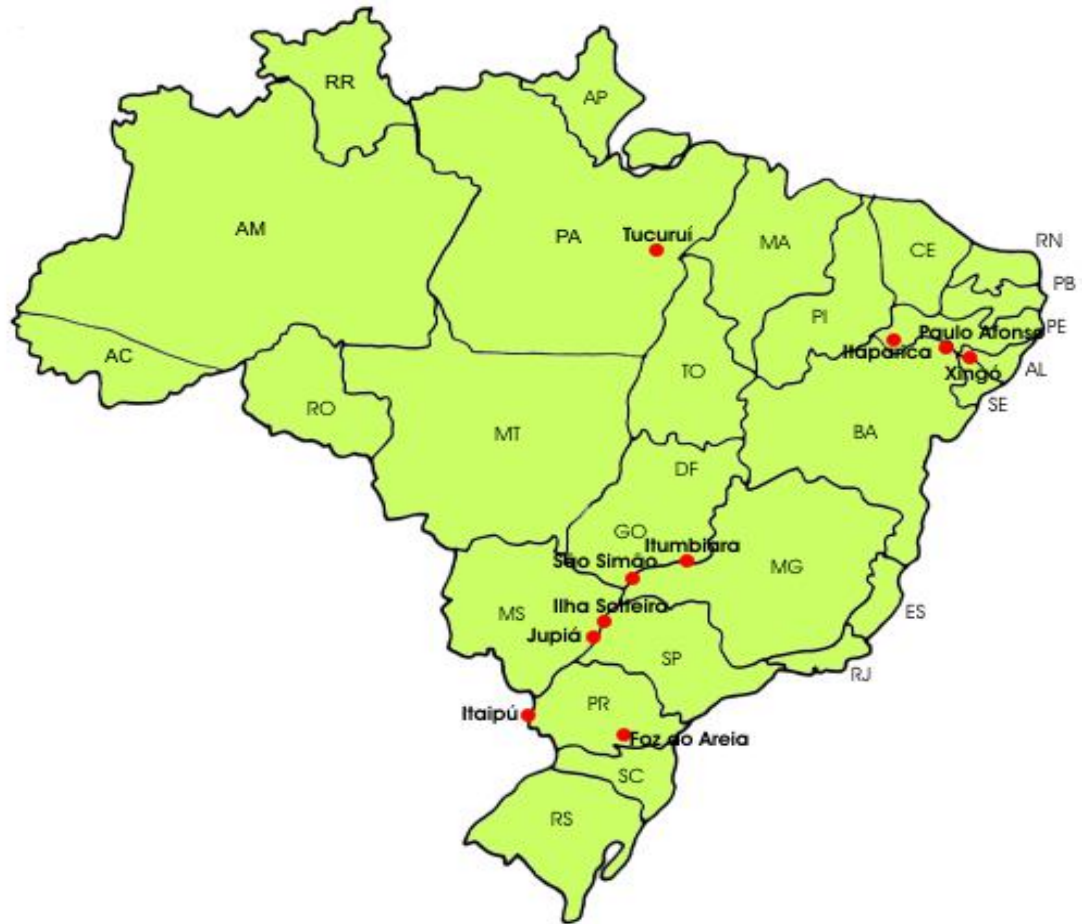 RR
AP
AM
PA
Tucuruí
MA
CE
RN
PB
PI
PE
Paulo Afonso
Itaparica
AC
Xingó
AL
TO
SE
RO
BA
MT
DF
GO
Itumbiara
São Simão
MG
Ilha Solteira
MS
ES
Jupiá
SP
RJ
PR
Itaipú
Foz do Areia
SC
RS